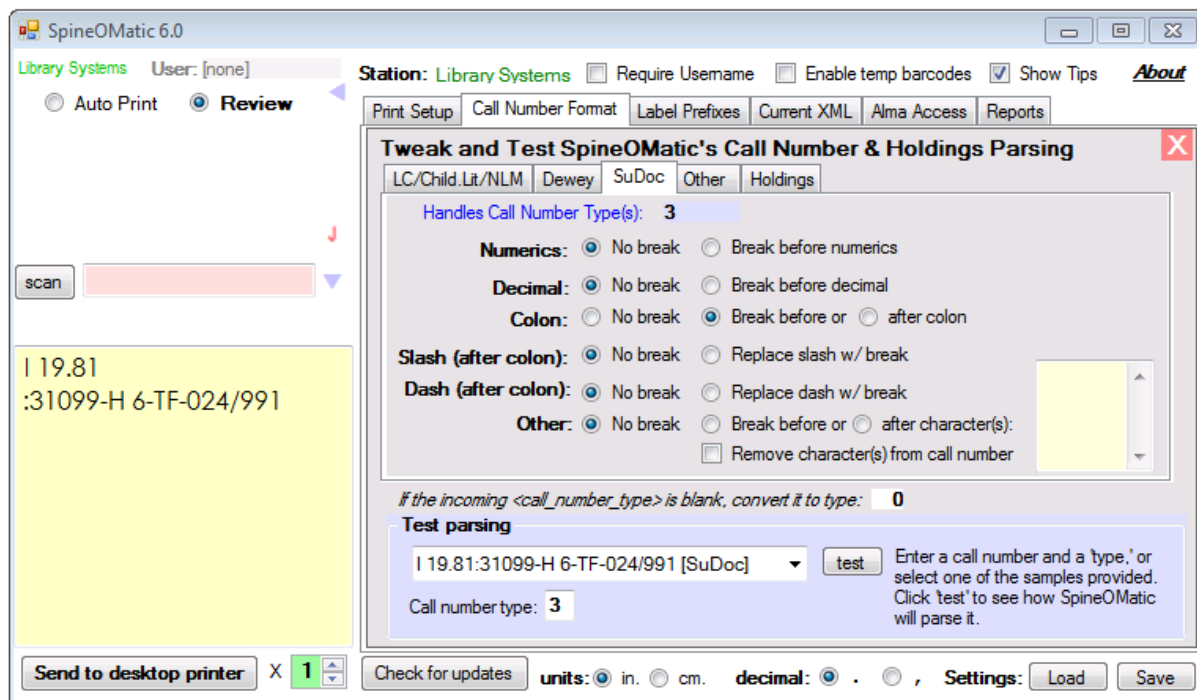 SpineOMatic 6.0
Library Systems User: [none]
Auto Print Review
Station: Library Systems Require Username Enable temp barcodes Show Tips About
Print Setup Call Number Format Label Prefixes Current XML Alma Access Reports
Tweak and Test SpineOMatic's Call Number & Holdings Parsing X
LC/Child.Lit/NLM Dewey SuDoc Other Holdings
Handles Call Number Type(s): 3
Numerics: No break Break before numerics
Decimal: No break Break before decimal
Colon: No break Break before or after colon
Slash (after colon): No break Replace slash w/ break
Dash (after colon): No break Replace dash w/ break
Other: No break Break before or after character(s):
Remove character(s) from call number
scan
I 19.81
:31099-H 6-TF-024/991
If the incoming <call_number_type> is blank, convert it to type: 0
Test parsing
I 19.81:31099-H 6-TF-024/991 [SuDoc] test
Call number type: 3
Enter a call number and a 'type,' or
select one of the samples provided.
Click 'test' to see how SpineOMatic
will parse it.
Send to desktop printer X 1 Check for updates units: in. cm. decimal: . , Settings: Load Save